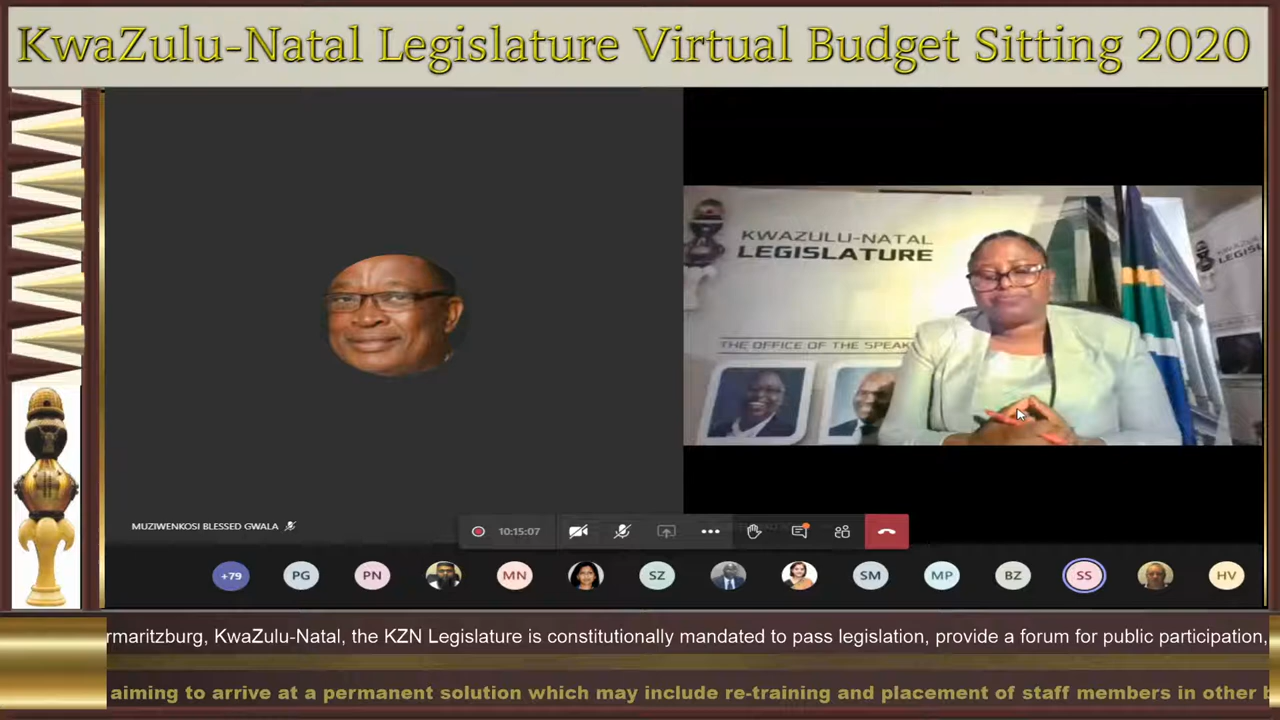 KwaZulu-Natal Legislature Virtual Budget Sitting 2020
KWAZULU-NATAL
LEGISLATURE
KWAZUL
LEGISL
THE OFFICE OF THE SPEAK
MUZIWENKOSI BLESSED GWALA
10:15:07
+79 PG PN MN SZ SM MP BZ SS HV
rmaritzburg, KwaZulu-Natal, the KZN Legislature is constitutionally mandated to pass legislation, provide a forum for public participation,
aiming to arrive at a permanent solution which may include re-training and placement of staff members in other b